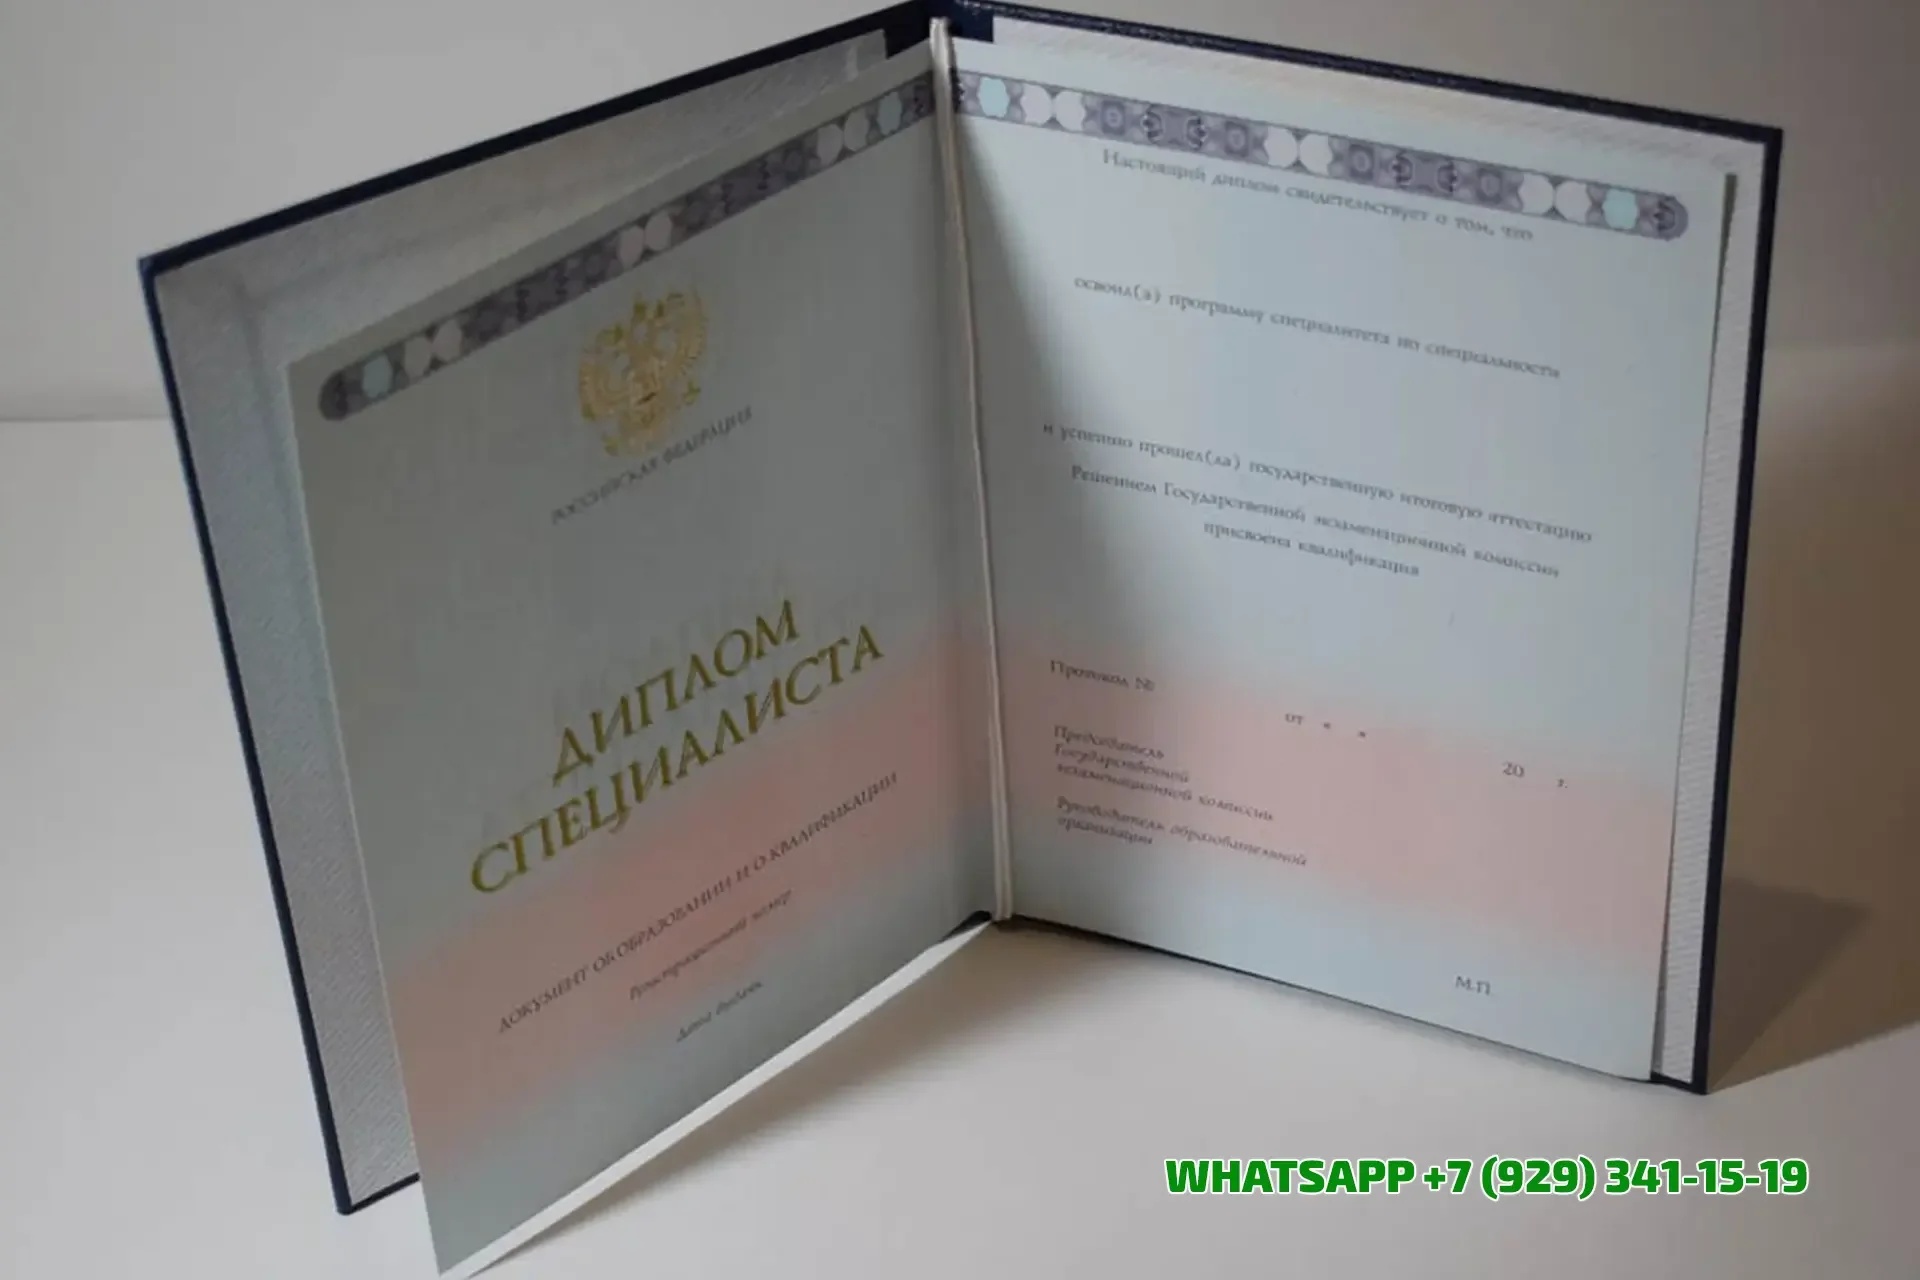 РОССИЙСКАЯ ФЕДЕРАЦИЯ
ДИПЛОМ
СПЕЦИАЛИСТА
ДОКУМЕНТ ОБ ОБРАЗОВАНИИ И О КВАЛИФИКАЦИИ
Регистрационный номер
Дата выдачи
Настоящий диплом свидетельствует о том, что
освоил(а) программу специалитета по специальности
и успешно прошел(ла) государственную итоговую аттестацию
Решением Государственной экзаменационной комиссии
присвоена квалификация
Протокол №
от « » 20 г.
Председатель
Государственной
экзаменационной комиссии
Руководитель образовательной
организации
М.П.
WHATSAPP +7 (929) 341-15-19